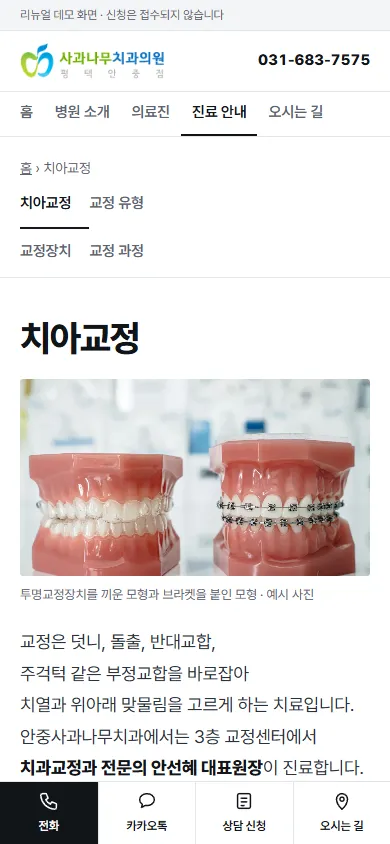 리뉴얼 데모 화면 · 신청은 접수되지 않습니다
사과나무치과의원
평택안중점
031-683-7575
홈 병원 소개 의료진 진료 안내 오시는 길
홈 › 치아교정
치아교정 교정 유형
교정장치 교정 과정
치아교정
투명교정장치를 끼운 모형과 브라켓을 붙인 모형 · 예시 사진
교정은 덧니, 돌출, 반대교합,
주걱턱 같은 부정교합을 바로잡아
치열과 위아래 맞물림을 고르게 하는 치료입니다.
안중사과나무치과에서는 3층 교정센터에서
치과교정과 전문의 안선혜 대표원장이 진료합니다.
전화 카카오톡 상담 신청 오시는 길